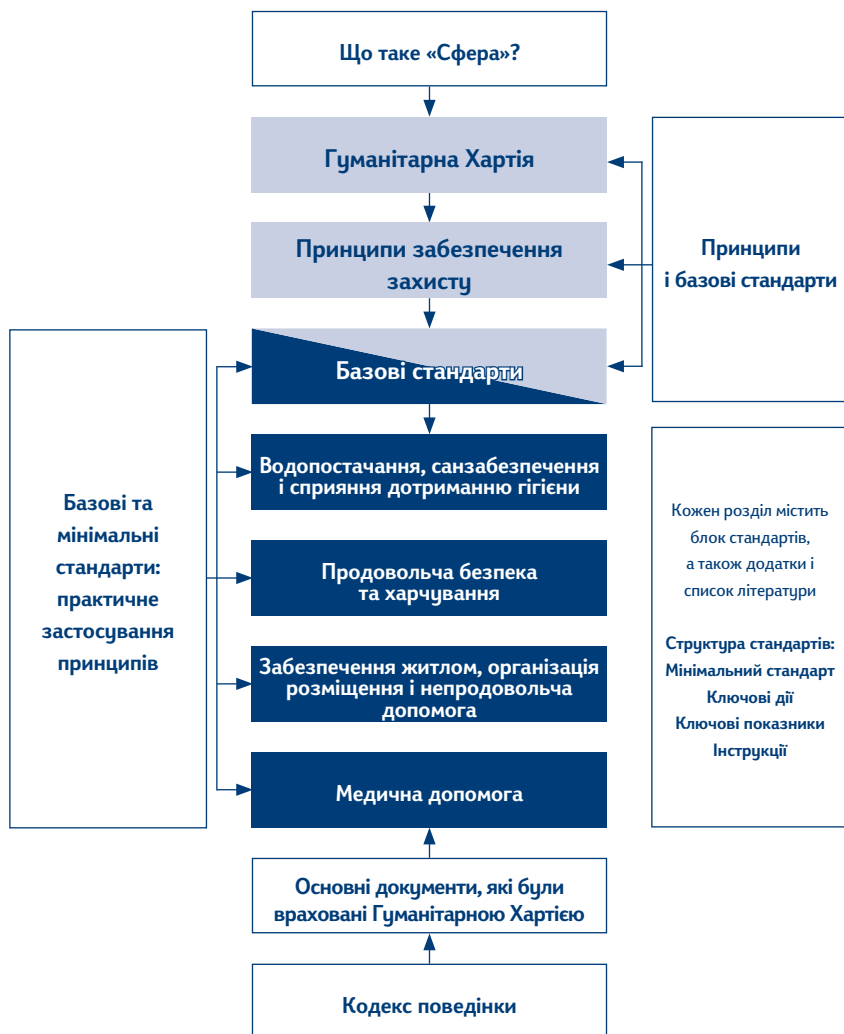 Що таке «Сфера»?
Гуманітарна Хартія
Принципи забезпечення
захисту
Базові стандарти
Принципи
і базові стандарти
Базові та
мінімальні
стандарти:
практичне
застосування
принципів
Водопостачання, санзабезпечення
і сприяння дотриманню гігієни
Продовольча безпека
та харчування
Забезпечення житлом, організація
розміщення і непродовольча
допомога
Медична допомога
Кожен розділ містить
блок стандартів,
а також додатки і
список літератури
Структура стандартів:
Мінімальний стандарт
Ключові дії
Ключові показники
Інструкції
Основні документи, які були
враховані Гуманітарною Хартією
Кодекс поведінки